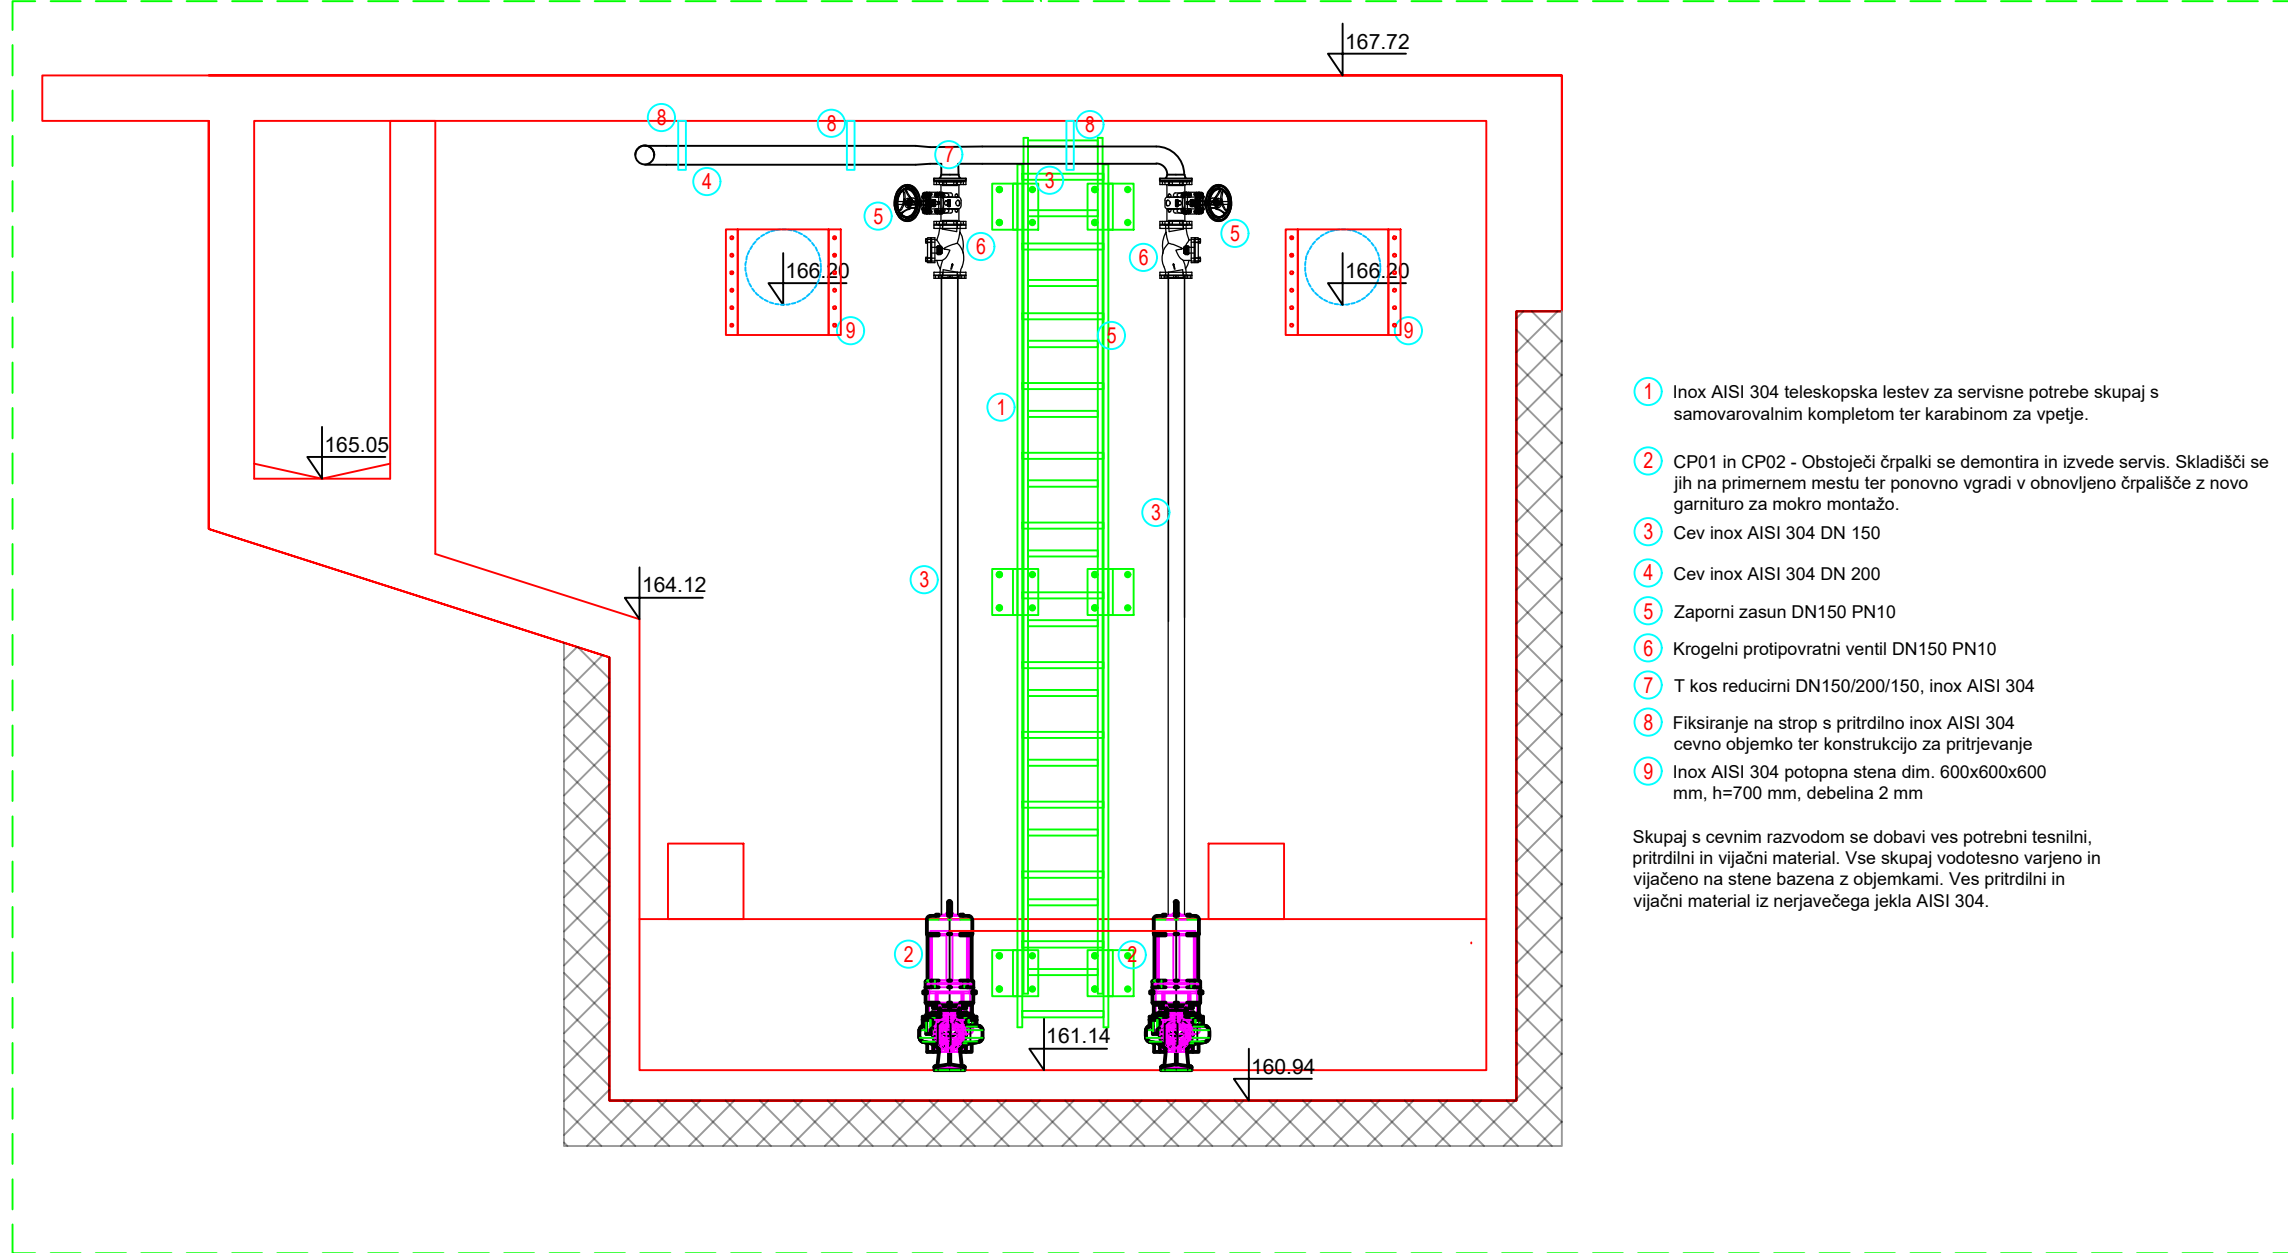 167.72
8
8
8
7
4
3
5
5
6
6
166.20
166.20
9
9
5
1
165.05
3
3
164.12
2
2
161.14
160.94
1 Inox AISI 304 teleskopska lestev za servisne potrebe skupaj s
samovarovalnim kompletom ter karabinom za vpetje.
2 CP01 in CP02 - Obstoječi črpalki se demontira in izvede servis. Skladišči se
jih na primernem mestu ter ponovno vgradi v obnovljeno črpališče z novo
garnituro za mokro montažo.
3 Cev inox AISI 304 DN 150
4 Cev inox AISI 304 DN 200
5 Zaporni zasun DN150 PN10
6 Krogelni protipovratni ventil DN150 PN10
7 T kos reducirni DN150/200/150, inox AISI 304
8 Fiksiranje na strop s pritrdilno inox AISI 304
cevno objemko ter konstrukcijo za pritrjevanje
9 Inox AISI 304 potopna stena dim. 600x600x600
mm, h=700 mm, debelina 2 mm
Skupaj s cevnim razvodom se dobavi ves potrebni tesnilni,
pritrdilni in vijačni material. Vse skupaj vodotesno varjeno in
vijačeno na stene bazena z objemkami. Ves pritrdilni in
vijačni material iz nerjavečega jekla AISI 304.